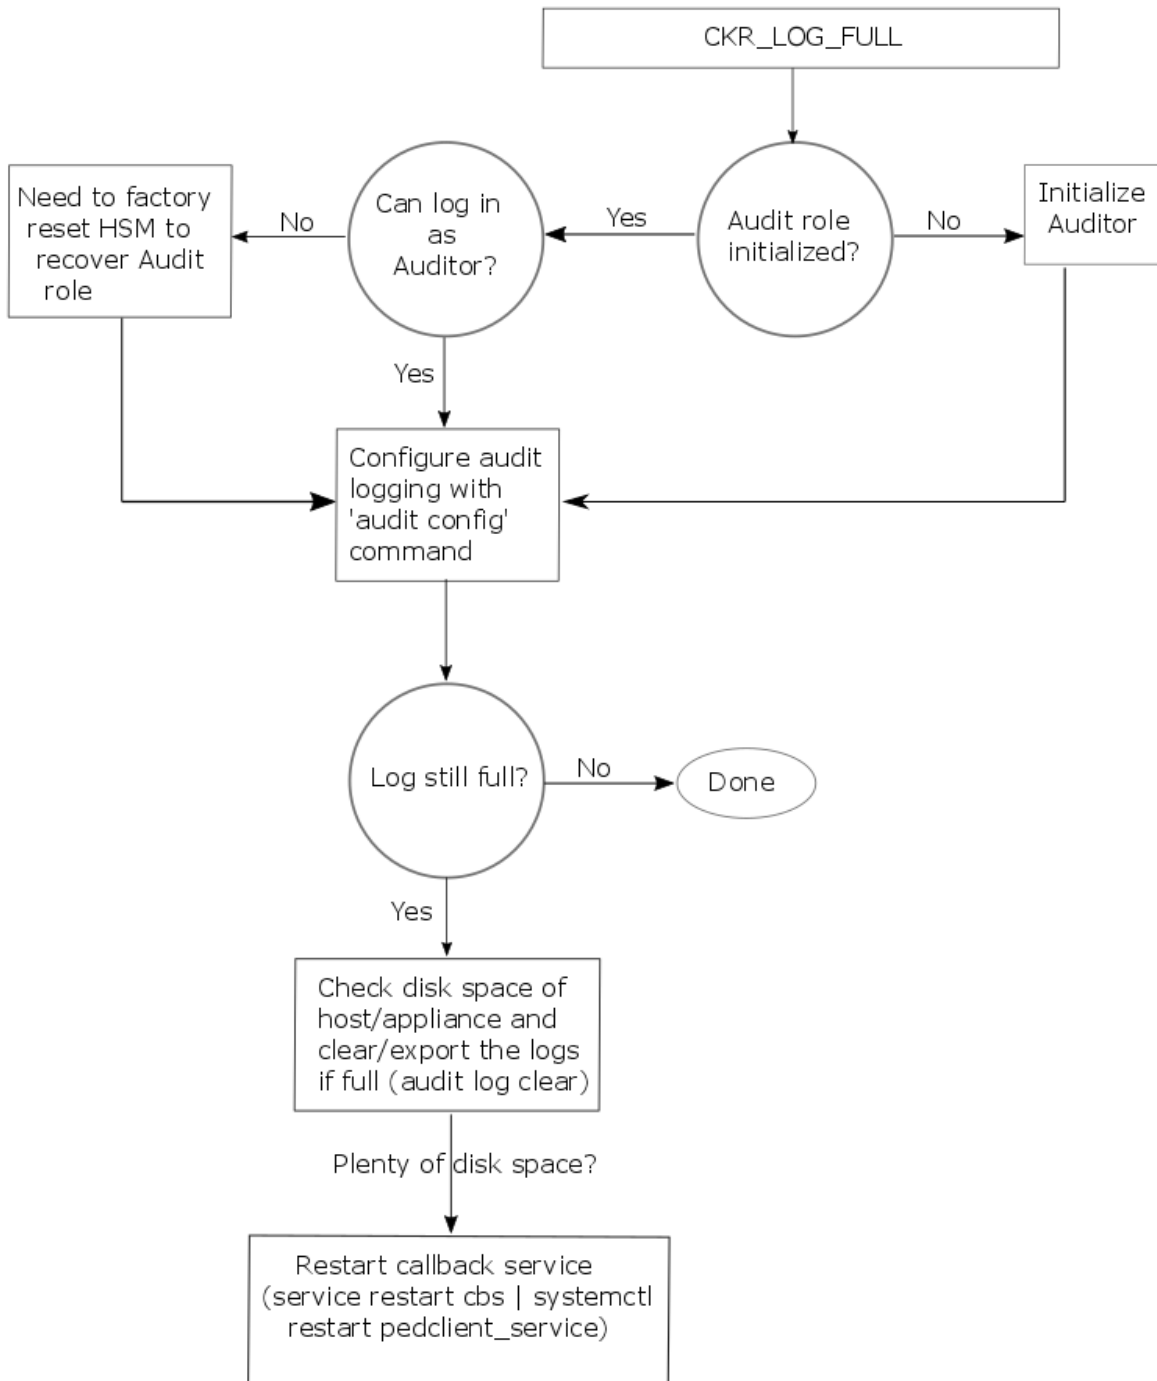 CKR_LOG_FULL
Need to factory
reset HSM to
recover Audit
role
No
Can log in
as
Auditor?
Yes
Audit role
initialized?
No
Initialize
Auditor
Yes
Configure audit
logging with
'audit config'
command
Log still full?
No
Done
Yes
Check disk space of
host/appliance and
clear/export the logs
if full (audit log clear)
Plenty of disk space?
Restart callback service
(service restart cbs | systemctl
restart pedclient_service)